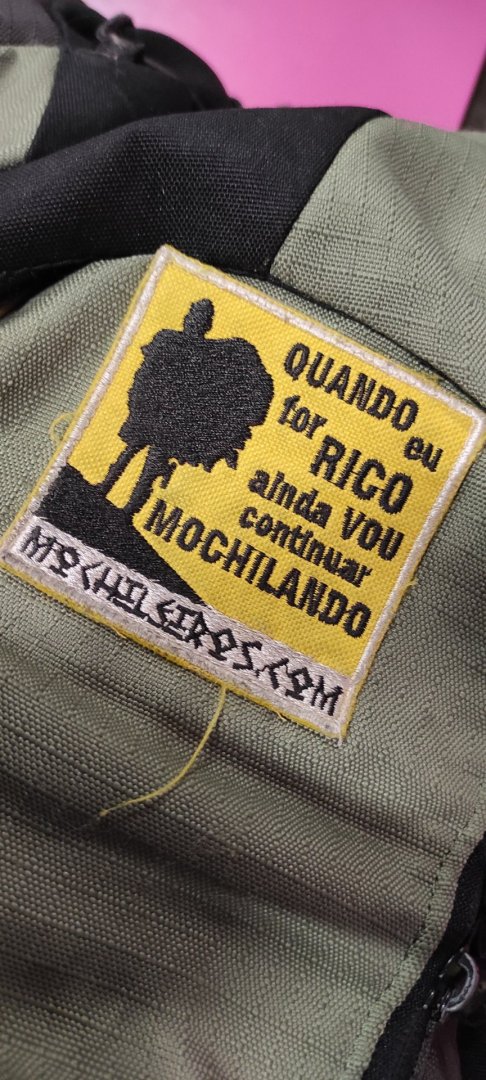 QUANDO eu
for RICO
ainda VOU
continuar
MOCHILANDO
MOCHILEIROS.COM